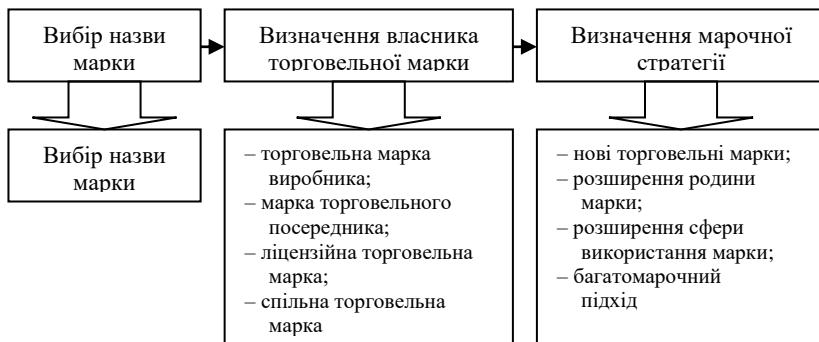 Вибір назви
марки
Визначення власника
торговельної марки
Визначення марочної
стратегії
Вибір назви
марки
– торговельна марка
виробника;
– марка торговельного
посередника;
– ліцензійна торговельна
марка;
– спільна торговельна
марка
– нові торговельні марки;
– розширення родини
марки;
– розширення сфери
використання марки;
– багатомарочний
підхід